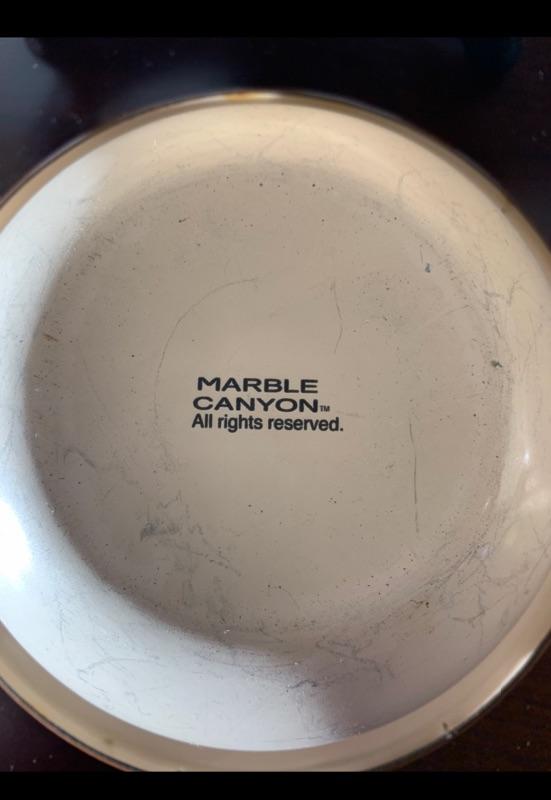 MARBLE
CANYON™
All rights reserved.